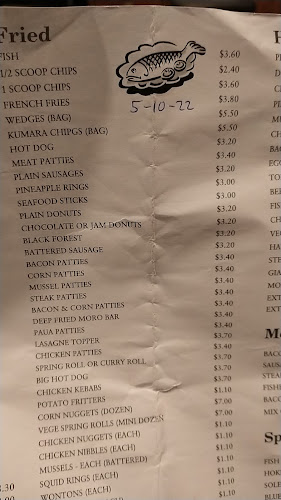 Fried
FISH $3.60
1/2 SCOOP CHIPS $2.40
1 SCOOP CHIPS $3.60
FRENCH FRIES $3.80
WEDGES (BAG) $5.50
KUMARA CHIPGS (BAG) $5.50
HOT DOG $3.20
MEAT PATTIES $3.40
PLAIN SAUSAGES $3.20
PINEAPPLE RINGS $3.00
SEAFOOD STICKS $3.00
PLAIN DONUTS $3.20
CHOCOLATE OR JAM DONUTS $3.20
BLACK FOREST $3.20
BATTERED SAUSAGE $3.20
BACON PATTIES $3.40
CORN PATTIES $3.40
MUSSEL PATTIES $3.40
STEAK PATTIES $3.40
BACON & CORN PATTIES $3.40
DEEP FRIED MORO BAR $3.40
PAUA PATTIES $3.40
LASAGNE TOPPER $3.70
CHICKEN PATTIES $3.40
SPRING ROLL OR CURRY ROLL $3.70
BIG HOT DOG $3.70
CHICKEN KEBABS $3.70
POTATO FRITTERS $1.10
CORN NUGGETS (DOZEN) $7.00
VEGE SPRING ROLLS (MINI DOZEN $7.00
CHICKEN NUGGETS (EACH) $1.10
CHICKEN NIBBLES (EACH) $1.10
MUSSELS - EACH (BATTERED) $1.10
SQUID RINGS (EACH) $1.10
WONTONS (EACH) $1.10
5-10-22